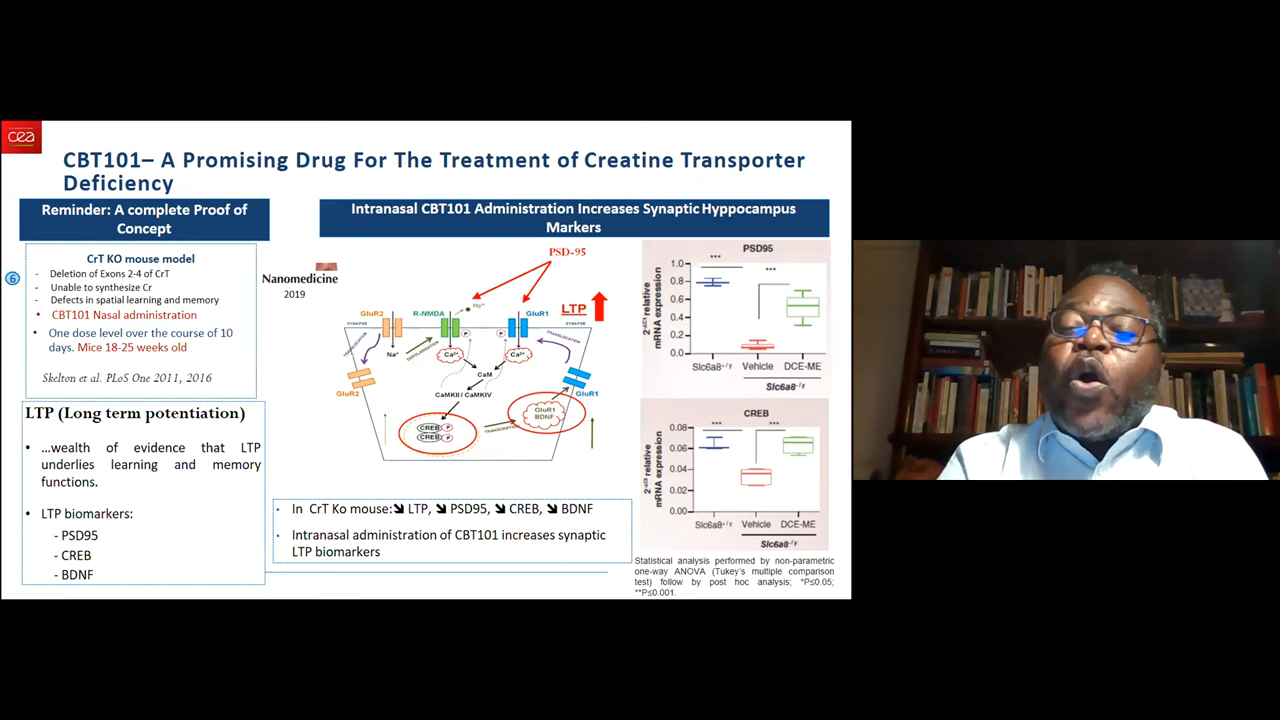 cea
CBT101– A Promising Drug For The Treatment of Creatine Transporter
Deficiency
Reminder: A complete Proof of
Concept
6
CrT KO mouse model
- Deletion of Exons 2-4 of CrT
- Unable to synthesize Cr
- Defects in spatial learning and memory
• CBT101 Nasal administration
• One dose level over the course of 10
days. Mice 18-25 weeks old
Skelton et al. PLoS One 2011, 2016
LTP (Long term potentiation)
• ...wealth of evidence that LTP
underlies learning and memory
functions.
• LTP biomarkers:
- PSD95
- CREB
- BDNF
Intranasal CBT101 Administration Increases Synaptic Hyppocampus
Markers
Nanomedicine
2019
PSD-95
LTP
GluR2
R-NMDA
Mg²⁺
GluR1
SYNAPSE
SYNAPSE
TRANSLOCATION
Na⁺
DEPOLARISATION
Ca²⁺
P
P
Ca²⁺
TRANSLOCATION
CaM
GluR2
CaMKII / CaMKIV
GluR1
CREB P
CREB P
TRANSCRIPTION
GluR1
BDNF
• In CrT Ko mouse:↘ LTP, ↘ PSD95, ↘ CREB, ↘ BDNF
• Intranasal administration of CBT101 increases synaptic
LTP biomarkers
PSD95
***
***
2⁻ᐞᶜᵗ relative
mRNA expression
1.0
0.8
0.6
0.4
0.2
0.0
Slc6a8⁺/ʸ Vehicle DCE-ME
Slc6a8⁻/ʸ
CREB
***
***
2⁻ᐞᶜᵗ relative
mRNA expression
0.08
0.06
0.04
0.02
0.00
Slc6a8⁺/ʸ Vehicle DCE-ME
Slc6a8⁻/ʸ
Statistical analysis performed by non-parametric
one-way ANOVA (Tukey's multiple comparison
test) follow by post hoc analysis; *P≤0.05;
**P≤0.001.